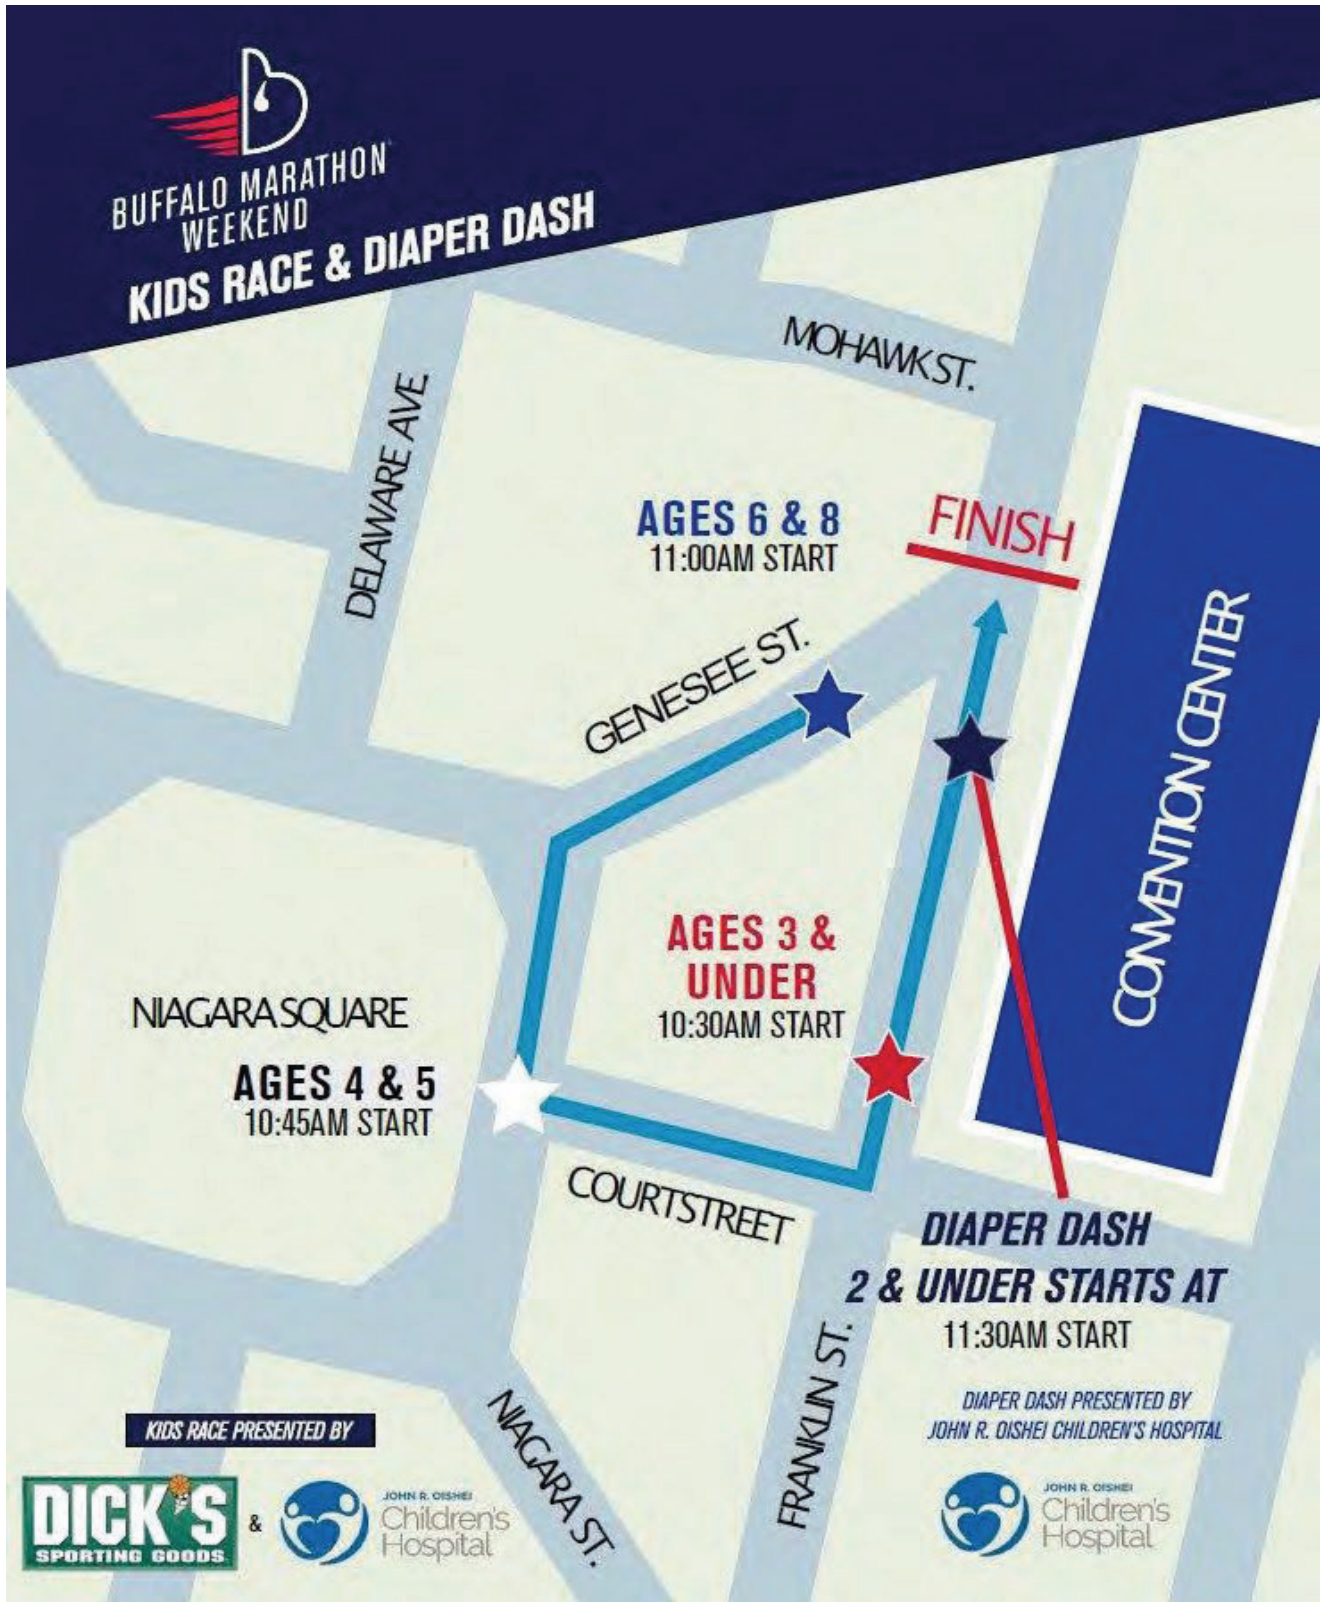 BUFFALO MARATHON
WEEKEND
KIDS RACE & DIAPER DASH
MOHAWK ST.
DELAWARE AVE.
AGES 6 & 8
11:00AM START
FINISH
GENESEE ST.
CONVENTION CENTER
AGES 3 &
UNDER
10:30AM START
NIAGARA SQUARE
AGES 4 & 5
10:45AM START
COURT STREET
DIAPER DASH
2 & UNDER STARTS AT
11:30AM START
FRANKLIN ST.
NIAGARA ST.
DIAPER DASH PRESENTED BY
JOHN R. OISHEI CHILDREN'S HOSPITAL
KIDS RACE PRESENTED BY
DICK'S
SPORTING GOODS
&
JOHN R. OISHEI
Children's
Hospital
JOHN R. OISHEI
Children's
Hospital